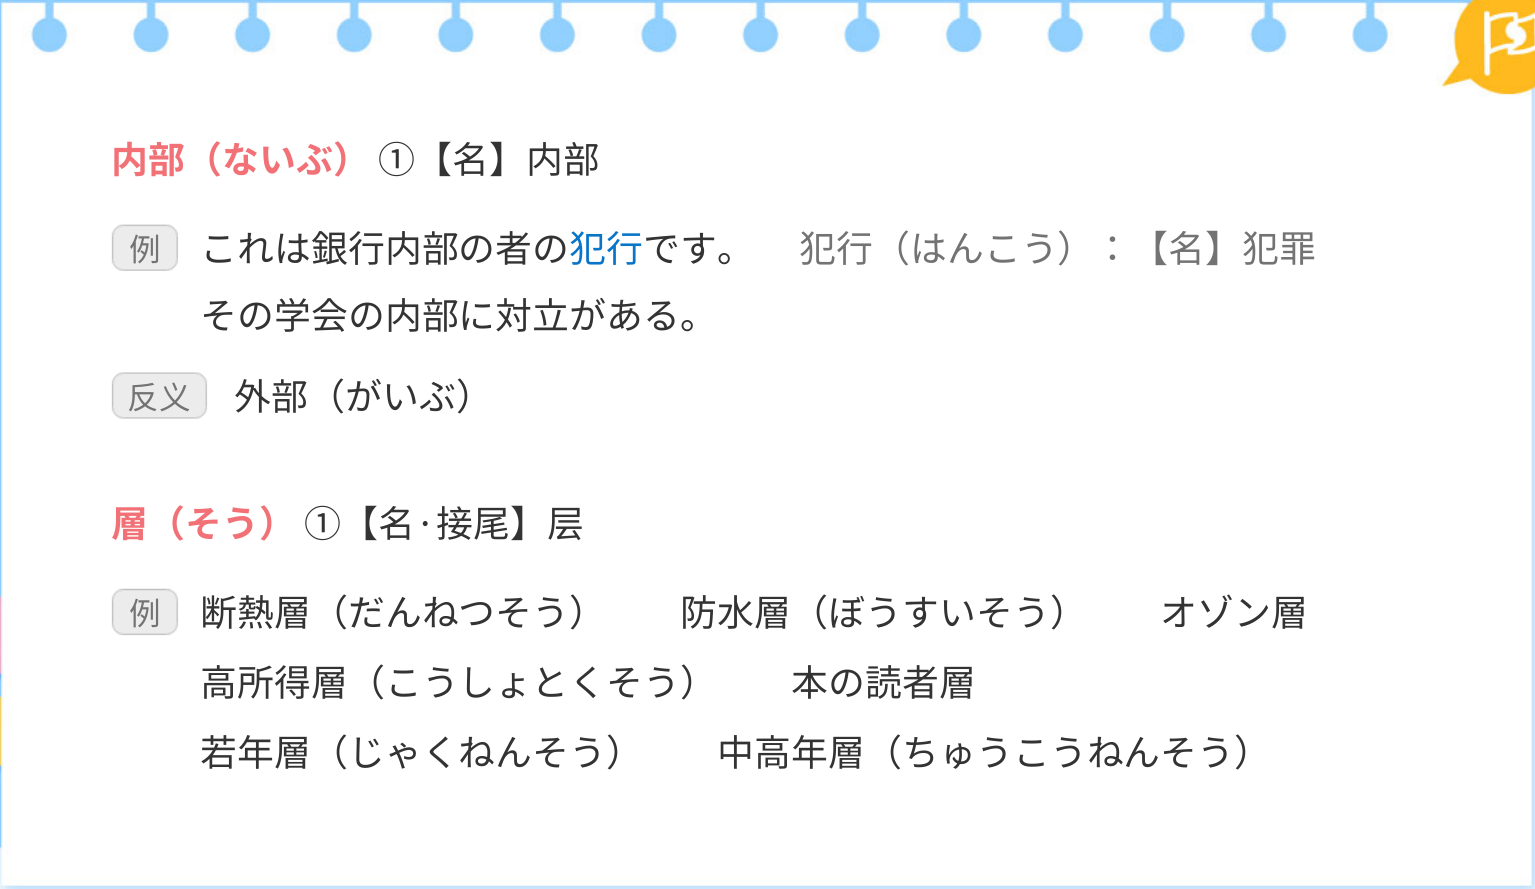 内部（ないぶ） ①【名】内部
例 これは銀行内部の者の犯行です。 犯行（はんこう）：【名】犯罪
その学会の内部に対立がある。
反义 外部（がいぶ）
層（そう） ①【名·接尾】层
例 断熱層（だんねつそう） 防水層（ぼうすいそう） オゾン層
高所得層（こうしょとくそう） 本の読者層
若年層（じゃくねんそう） 中高年層（ちゅうこうねんそう）